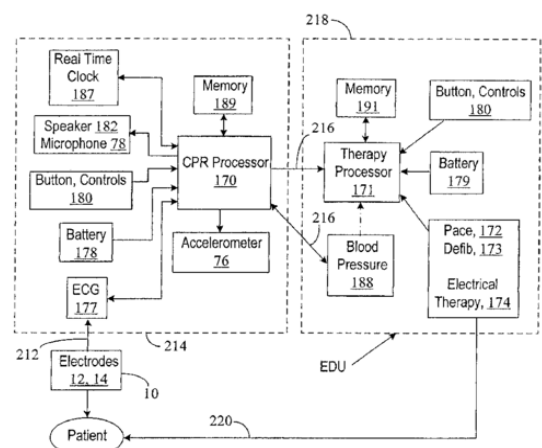 218
Real Time
Clock
187
Memory
189
Speaker 182
Microphone 78
CPR Processor
170
Button, Controls
180
Battery
178
Accelerometer
76
ECG
177
212
214
Electrodes
12, 14
10
Patient
216
216
Memory
191
Button, Controls
180
Therapy
Processor
171
Battery
179
Blood
Pressure
188
Pace, 172
Defib, 173
Electrical
Therapy, 174
EDU
220